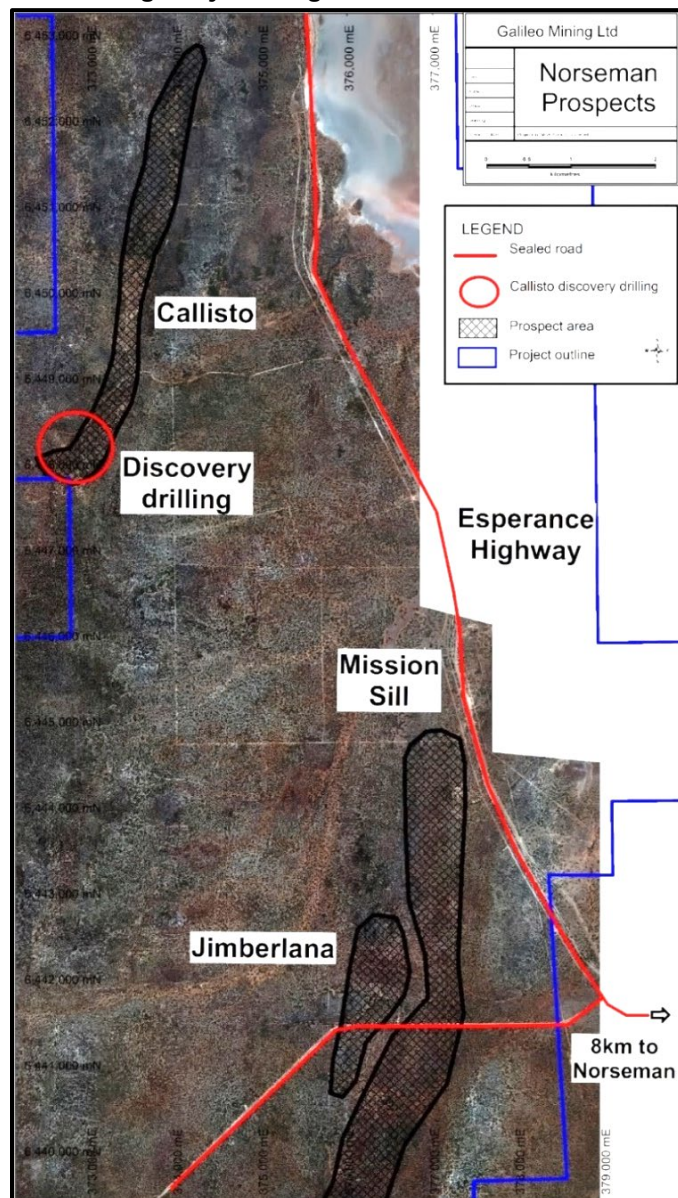 Galileo Mining Ltd
Norseman
Prospects
LEGEND
Sealed road
Callisto discovery drilling
Prospect area
Project outline
6,453,000 mN
375,000 mE
376,000 mE
377,000 mE
6,452,000 mN
6,451,000 mN
6,450,000 mN
Callisto
6,449,000 mN
Discovery
drilling
Esperance
Highway
6,447,000 mN
6,446,000 mN
Mission
Sill
6,445,000 mN
6,444,000 mN
6,443,000 mN
Jimberlana
6,442,000 mN
6,441,000 mN
8km to
Norseman
6,440,000 mN
375,000 mE
379,000 mE